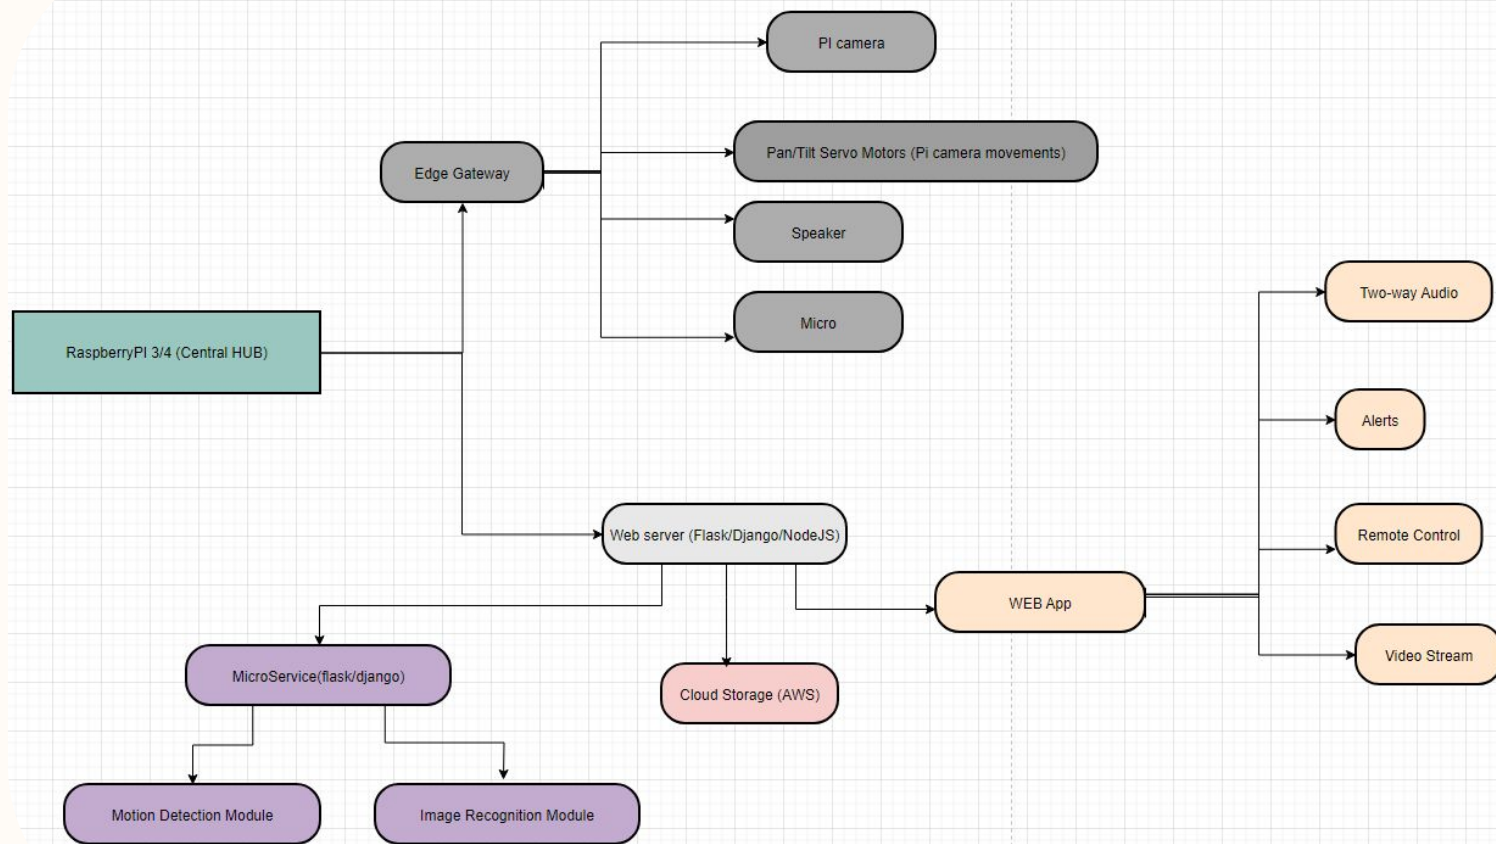 PI camera
Pan/Tilt Servo Motors (Pi camera movements)
Edge Gateway
Speaker
Micro
RaspberryPI 3/4 (Central HUB)
Two-way Audio
Alerts
Web server (Flask/Django/NodeJS)
Remote Control
WEB App
Video Stream
MicroService(flask/django)
Cloud Storage (AWS)
Motion Detection Module
Image Recognition Module